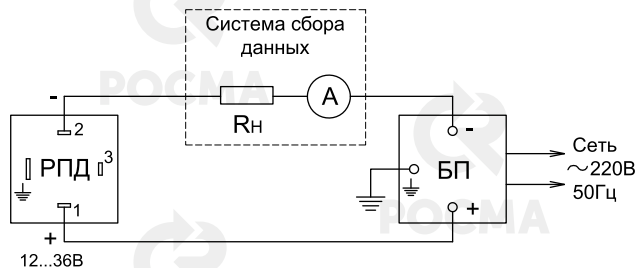 Система сбора
данных
РОСМА
A
-
Rн
-
2
РПД
3
1
+
12...36В
-
БП
+
Сеть
~220В
50Гц
РОСМА